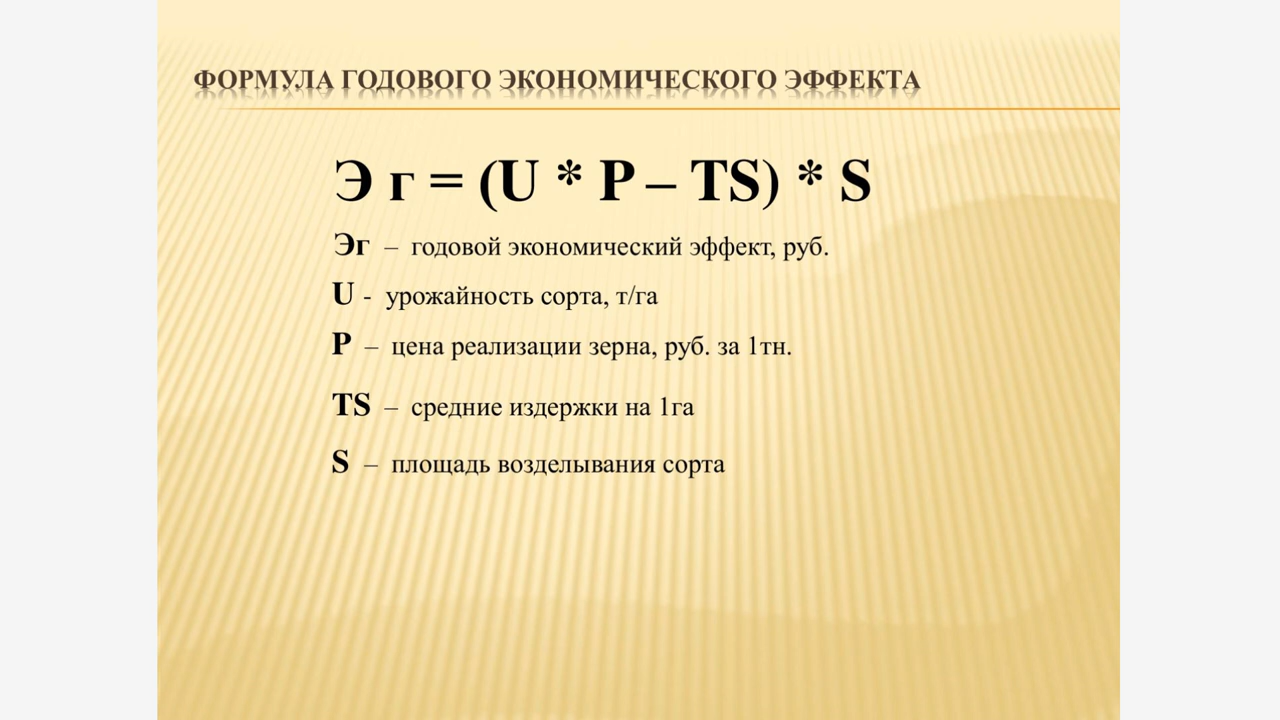 ФОРМУЛА ГОДОВОГО ЭКОНОМИЧЕСКОГО ЭФФЕКТА
Э г = (U * P – TS) * S
Эг – годовой экономический эффект, руб.
U - урожайность сорта, т/га
P – цена реализации зерна, руб. за 1тн.
TS – средние издержки на 1га
S – площадь возделывания сорта